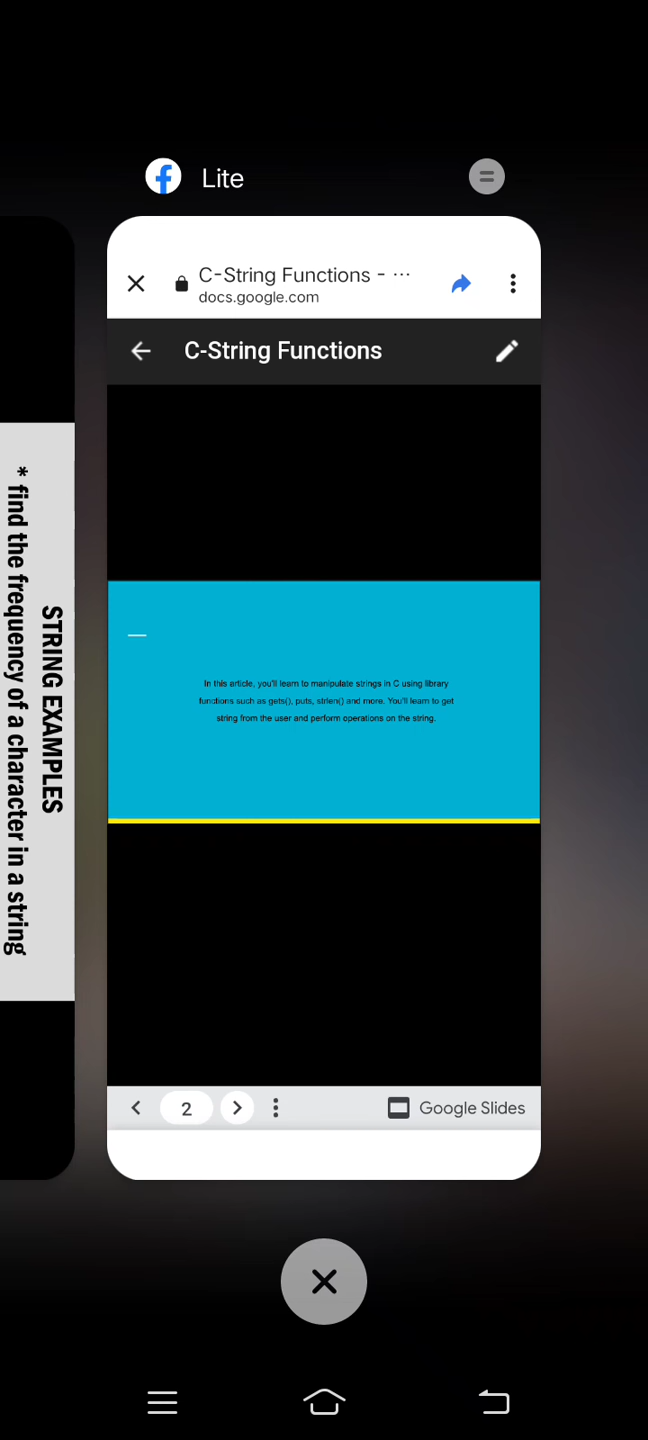 Lite
C-String Functions - ...
docs.google.com
C-String Functions
In this article, you'll learn to manipulate strings in C using library
functions such as gets(), puts, strlen() and more. You'll learn to get
string from the user and perform operations on the string.
2
Google Slides
STRING EXAMPLES
* find the frequency of a character in a string